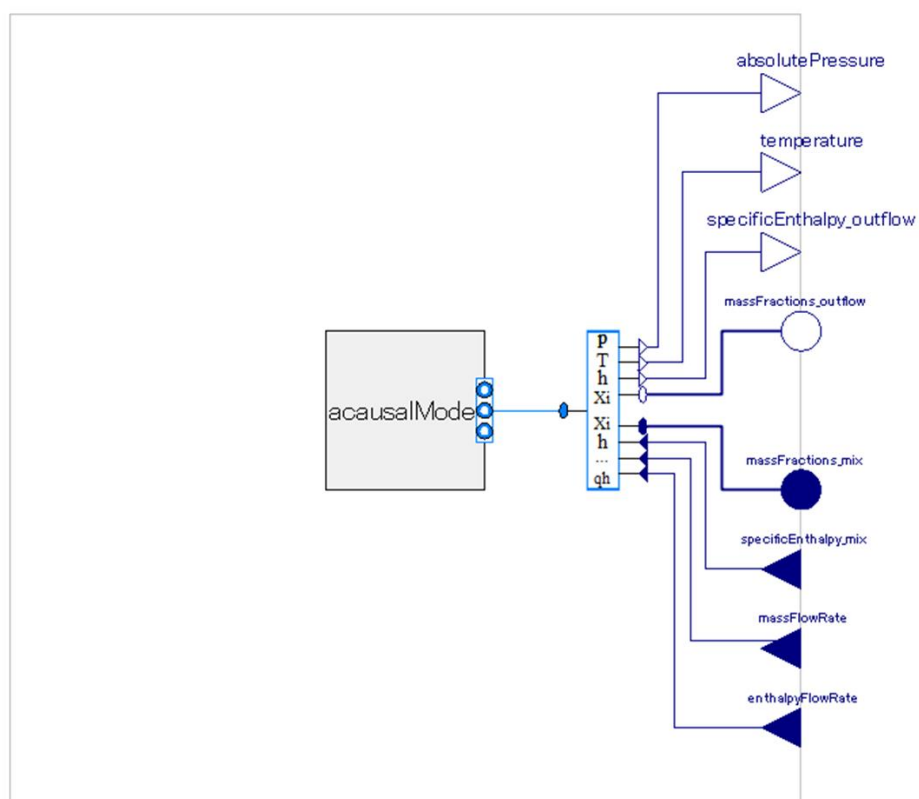 absolutePressure
temperature
specificEnthalpy_outflow
massFractions_outflow
acausalMode
p
T
h
Xi
Xi
h
...
qh
massFractions_mix
specificEnthalpy_mix
massFlowRate
enthalpyFlowRate